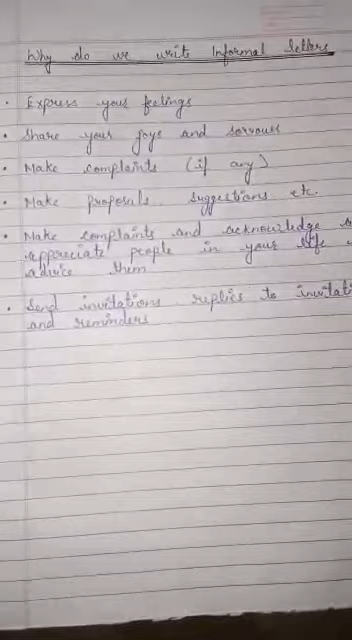 Why do we write Informal letters
• Express your feelings
• Share your joys and sorrows
• Make complaints (if any)
• Make proposals, suggestions etc.
• Make complaints and acknowledge
appreciate people in your life
advice them
• Send invitations replies to
and reminders